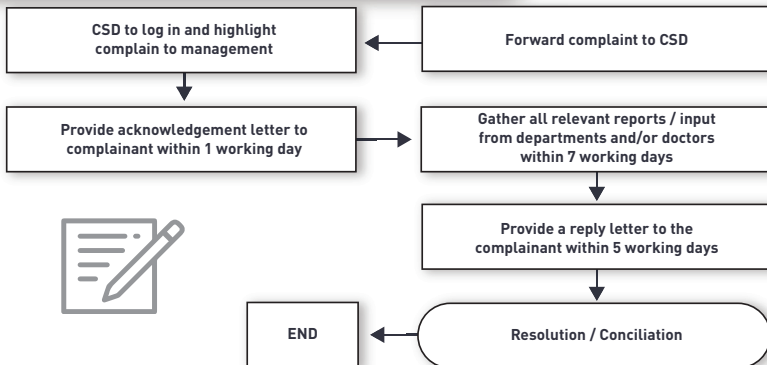 Forward complaint to CSD
CSD to log in and highlight
complain to management
Provide acknowledgement letter to
complainant within 1 working day
Gather all relevant reports / input
from departments and/or doctors
within 7 working days
Provide a reply letter to the
complainant within 5 working days
Resolution / Conciliation
END